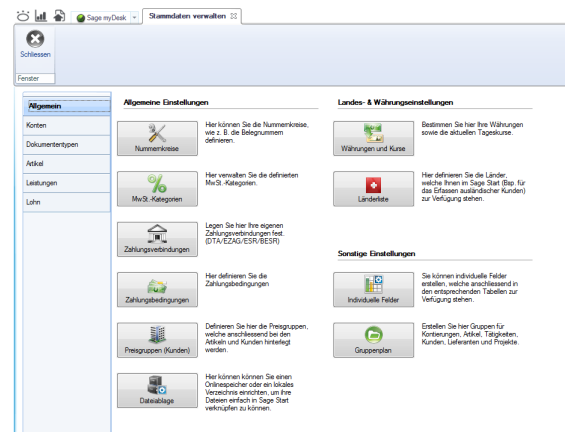 Sage myDesk
Stammdaten verwalten
Schliessen
Fenster
Allgemein
Konten
Dokumententypen
Artikel
Leistungen
Lohn
Allgemeine Einstellungen
Nummernkreise
Hier können Sie die Nummernkreise,
wie z. B. die Belegnummern
definieren.
MwSt.-Kategorien
Hier verwalten Sie die definierten
MwSt.-Kategorien.
Zahlungsverbindungen
Legen Sie hier Ihre eigenen
Zahlungsverbindungen fest.
(DTA/EZAG/ESR/BESR)
Zahlungsbedingungen
Hier definieren Sie die
Zahlungsbedingungen
Preisgruppen (Kunden)
Definieren Sie hier die Preisgruppen,
welche anschliessend bei den
Artikeln und Kunden hinterlegt
werden.
Dateiablage
Hier können können Sie einen
Onlinespeicher oder ein lokales
Verzeichnis einrichten, um ihre
Dateien einfach in Sage Start
verknüpfen zu können.
Landes- & Währungseinstellungen
Währungen und Kurse
Bestimmen Sie hier Ihre Währungen
sowie die aktuellen Tageskurse.
Länderliste
Hier definieren Sie die Länder,
welche Ihnen im Sage Start (Bsp. für
das Erfassen ausländischer Kunden)
zur Verfügung stehen.
Sonstige Einstellungen
Individuelle Felder
Sie können individuelle Felder
erstellen, welche anschliessend in
den entsprechenden Tabellen zur
Verfügung stehen.
Gruppenplan
Erstellen Sie hier Gruppen für
Kontierungen, Artikel, Tätigkeiten,
Kunden, Lieferanten und Projekte.